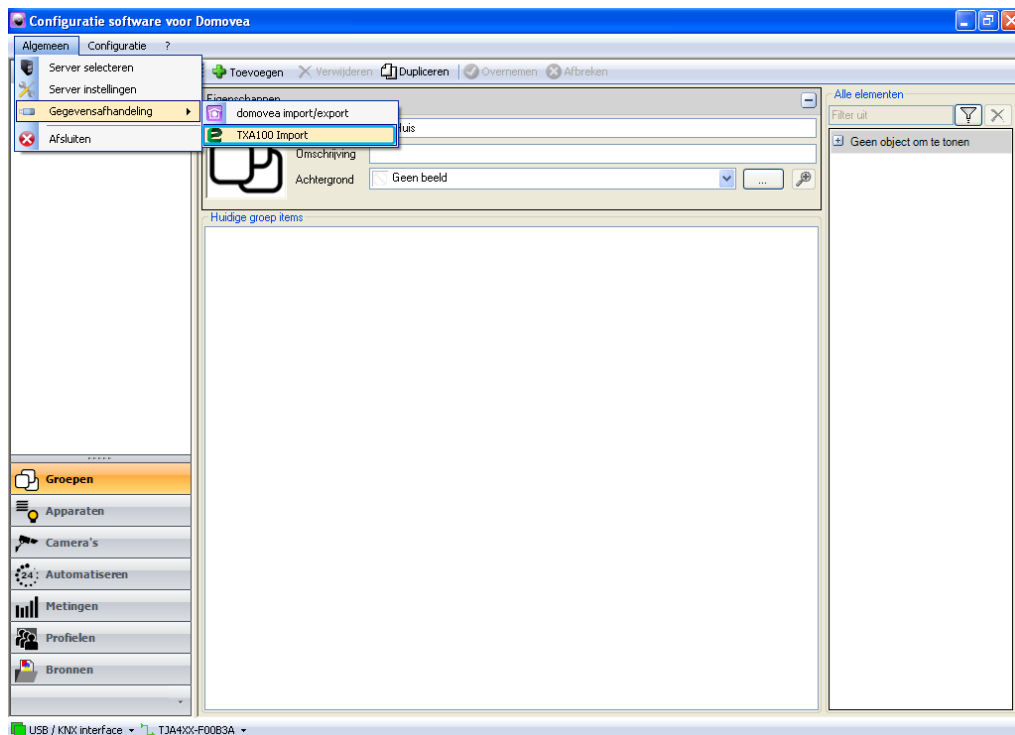 Configuratie software voor Domovea
Algemeen Configuratie ?
Server selecteren
Server instellingen
Gegevensafhandeling
Afsluiten
domovea import/export
TXA100 Import
Toevoegen Verwijderen Dupliceren Overnemen Afbreken
Eigenschappen
Huis
Omschrijving
Achtergrond Geen beeld ...
Huidige groep items
Alle elementen
Filter uit
Geen object om te tonen
Groepen
Apparaten
Camera's
24 Automatiseren
Metingen
Profielen
Bronnen
USB / KNX interface TJA4XX-F00B3A